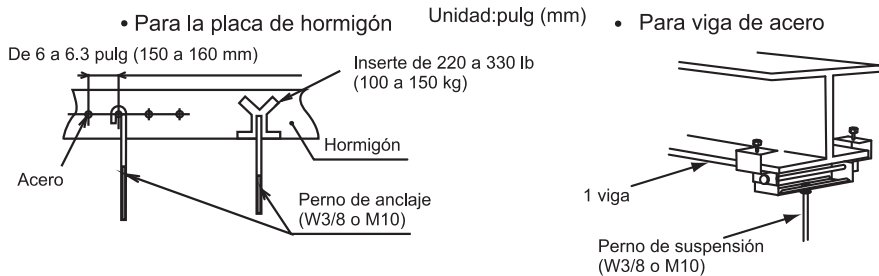 • Para la placa de hormigón
Unidad:pulg (mm)
• Para viga de acero
De 6 a 6.3 pulg (150 a 160 mm)
Inserte de 220 a 330 lb
(100 a 150 kg)
Hormigón
Acero
Perno de anclaje
(W3/8 o M10)
1 viga
Perno de suspensión
(W3/8 o M10)